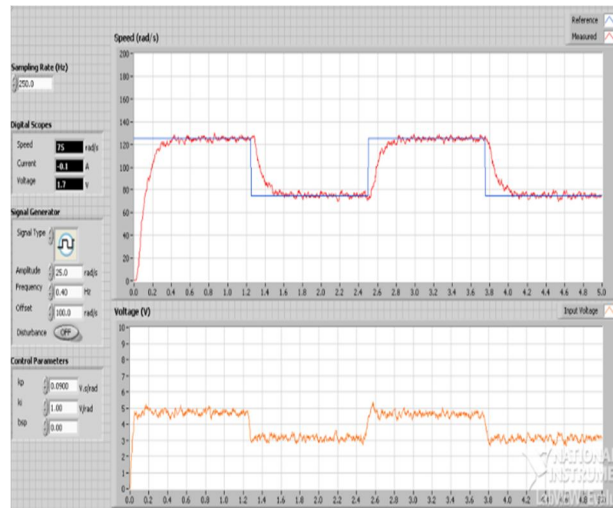 Reference
Speed (rad/s)
Measured
200-
180-
160-
140-
120-
100-
80-
60-
40-
20-
0-
0.0 0.2 0.4 0.6 0.8 1.0 1.2 1.4 1.6 1.8 2.0 2.2 2.4 2.6 2.8 3.0 3.2 3.4 3.6 3.8 4.0 4.2 4.4 4.6 4.8 5.0
Sampling Rate (Hz)
250.0
Digital Scopes
Speed 75 rad/s
Current -0.1 A
Voltage 1.7 V
Signal Generator
Signal Type
Amplitude 25.0 rad/s
Frequency 0.40 Hz
Offset 100.0 rad/s
Disturbance OFF
Control Parameters
kp 0.0900 V.s/rad
ki 1.00 V/rad
bsp 0.00
Voltage (V)
Input Voltage
10-
9-
8-
7-
6-
5-
4-
3-
2-
1-
0-
0.0 0.2 0.4 0.6 0.8 1.0 1.2 1.4 1.6 1.8 2.0 2.2 2.4 2.6 2.8 3.0 3.2 3.4 3.6 3.8 4.0 4.2 4.4 4.6 4.8 5.0
NATIONAL
INSTRUME